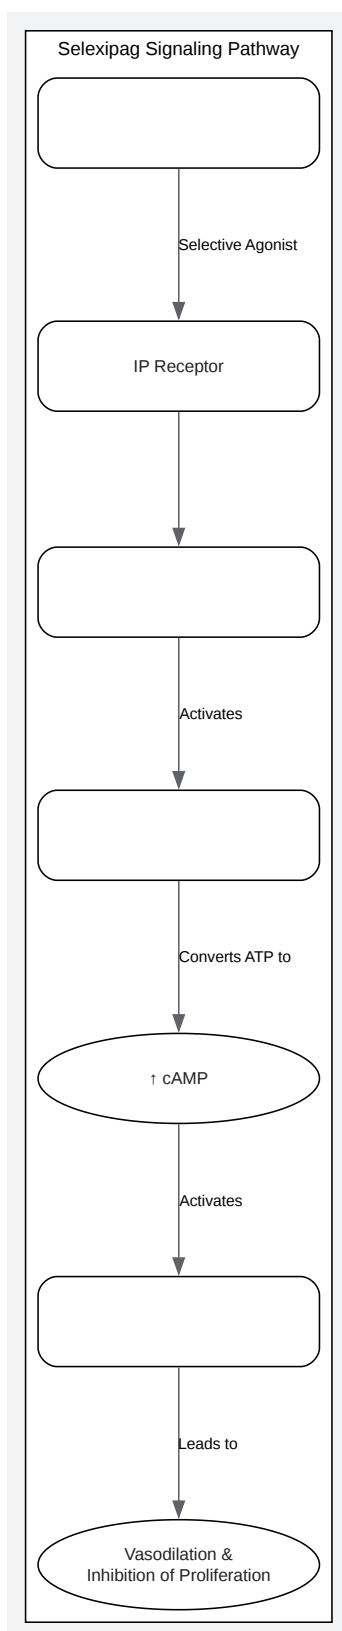 Selexipag Signaling Pathway
Selective Agonist
IP Receptor
Activates
Converts ATP to
↑ cAMP
Activates
Leads to
Vasodilation &
Inhibition of Proliferation